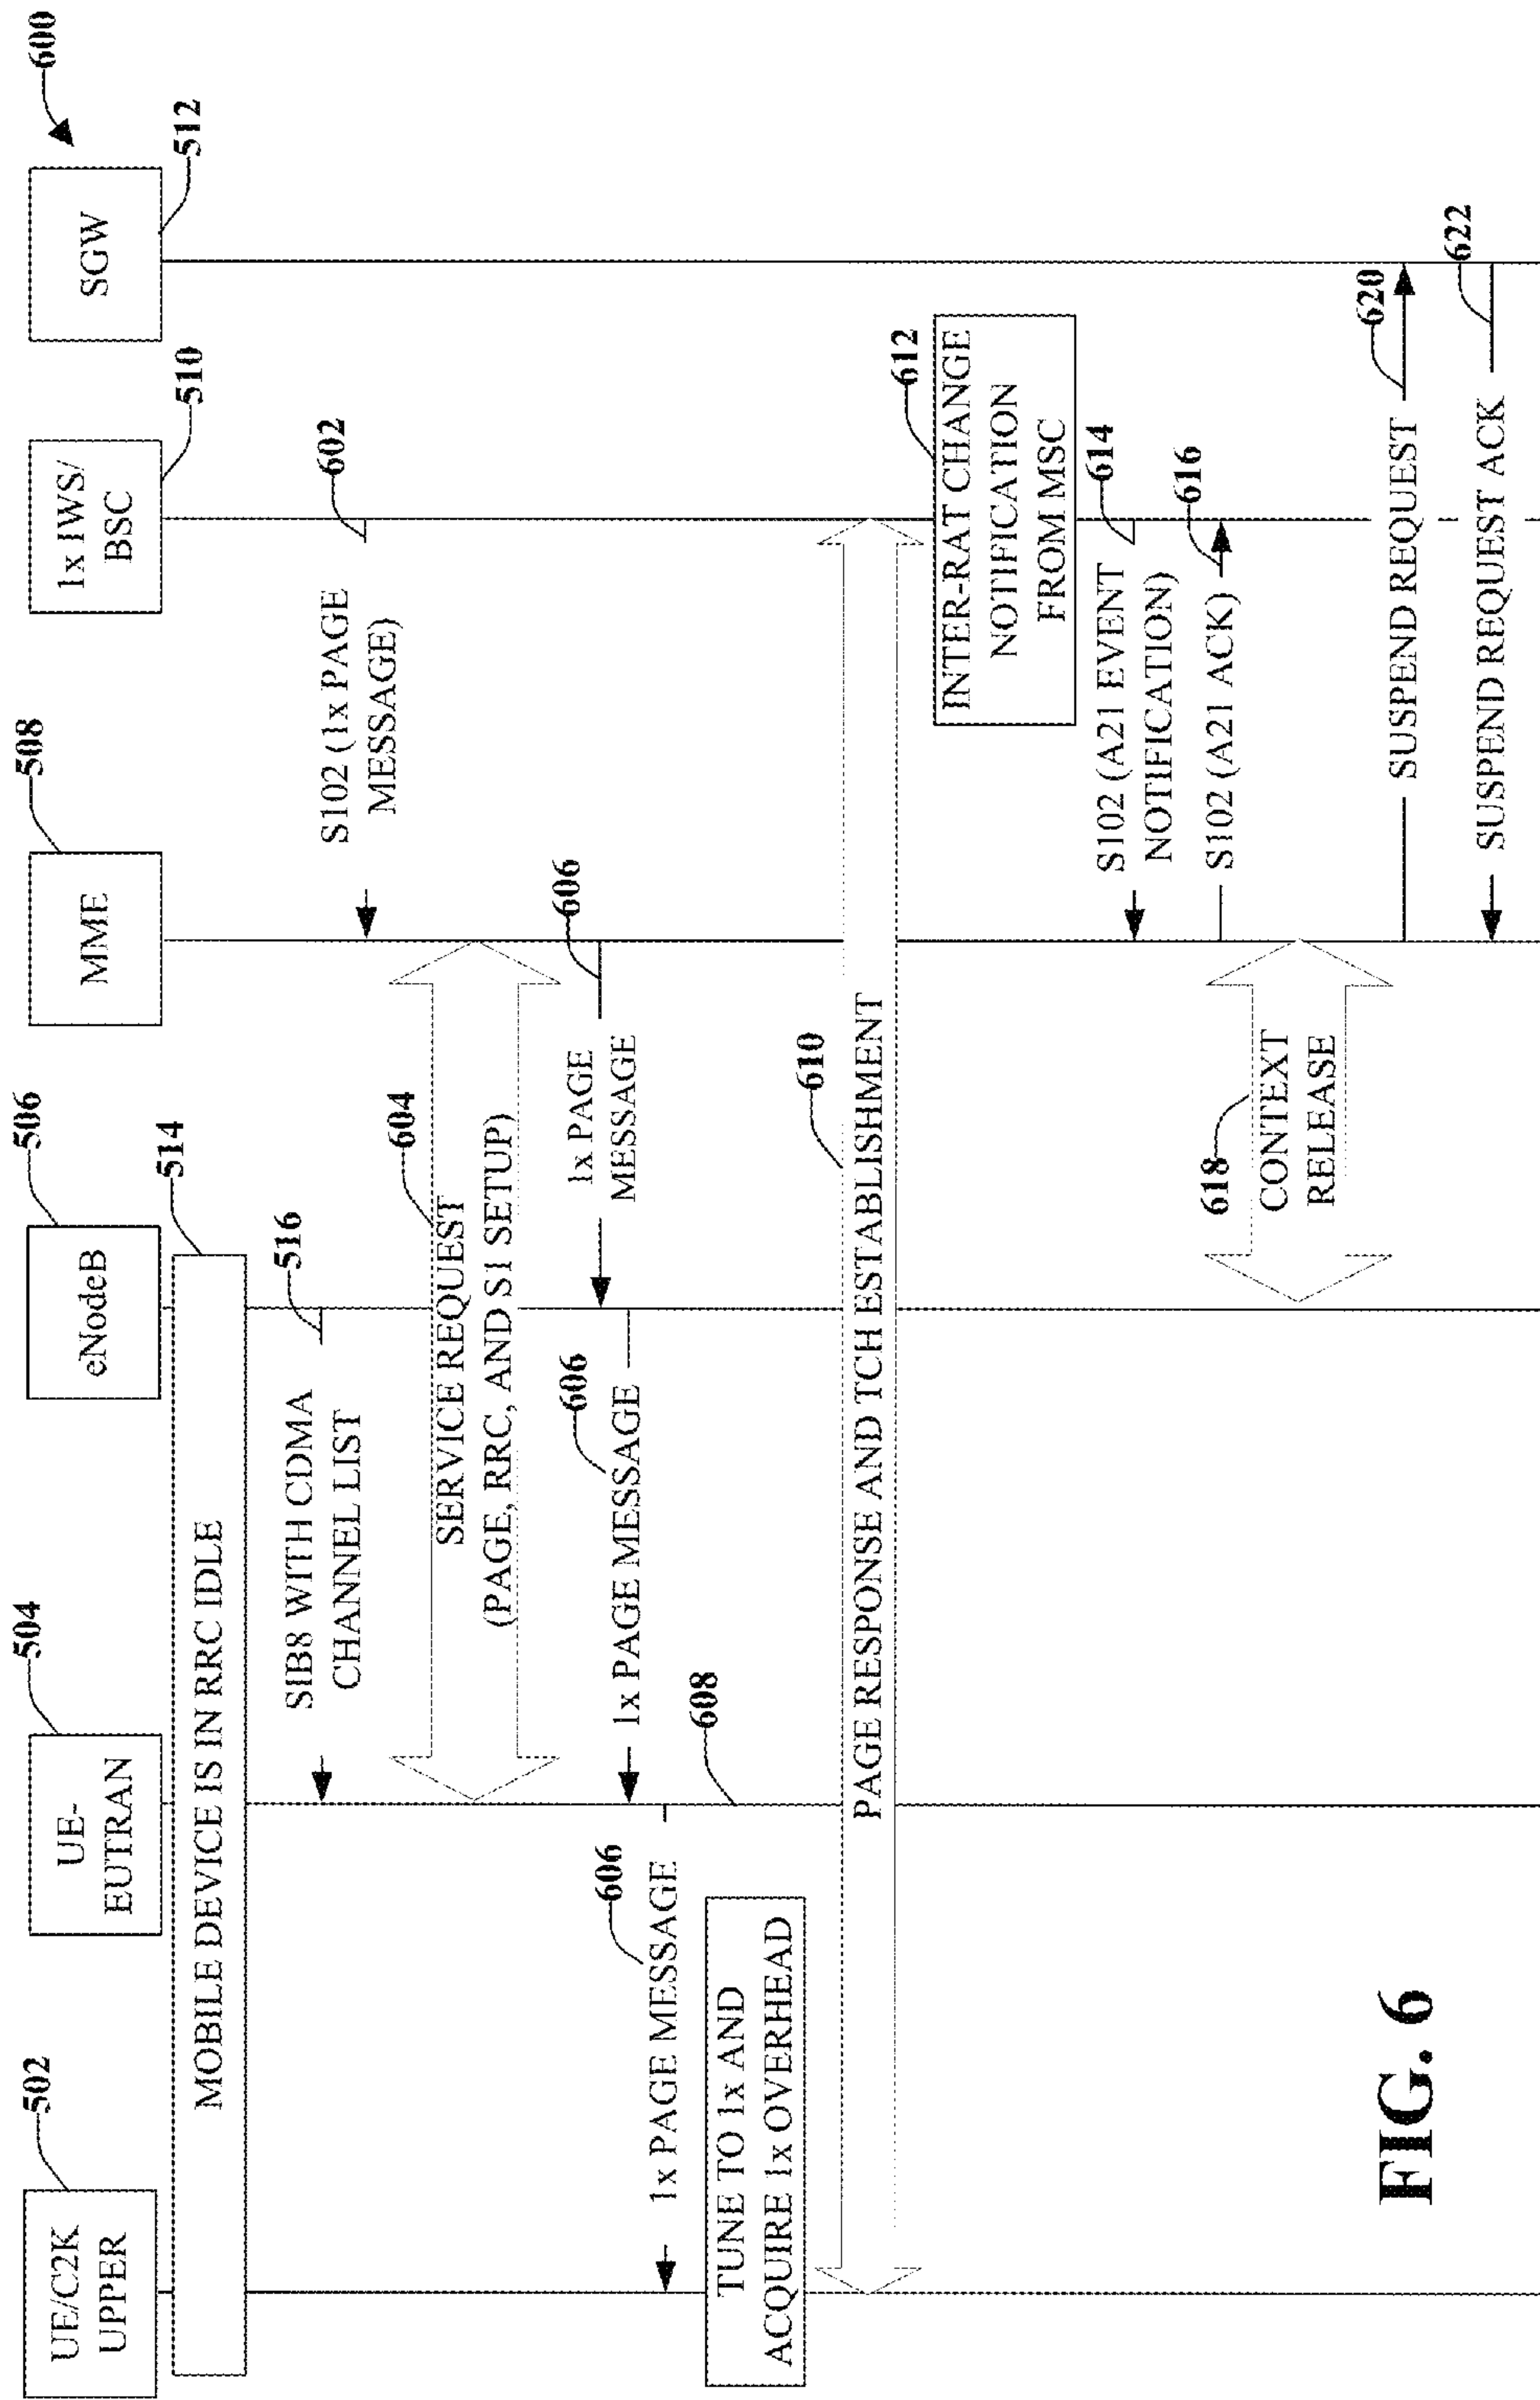 600
502
504
506
508
510
512
UE/C2K
UPPER
UE-
EUTRAN
eNodeB
MME
1x IWS/
BSC
SGW
514
MOBILE DEVICE IS IN RRC IDLE
516
SIB8 WITH CDMA
CHANNEL LIST
602
S102 (1x PAGE
MESSAGE)
604
SERVICE REQUEST
(PAGE, RRC, AND S1 SETUP)
606
1x PAGE
MESSAGE
606
1x PAGE MESSAGE
606
1x PAGE MESSAGE
608
TUNE TO 1x AND
ACQUIRE 1x OVERHEAD
610
PAGE RESPONSE AND TCH ESTABLISHMENT
612
INTER-RAT CHANGE
NOTIFICATION
FROM MSC
614
S102 (A21 EVENT
NOTIFICATION)
616
S102 (A21 ACK)
618
CONTEXT
RELEASE
620
SUSPEND REQUEST
622
SUSPEND REQUEST ACK
FIG. 6